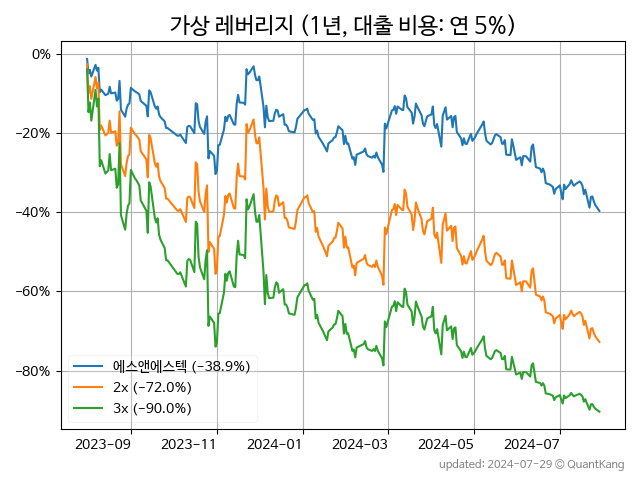 가상 레버리지 (1년, 대출 비용: 연 5%)
0%
−20%
−40%
−60%
−80%
에스앤에스텍 (−38.9%)
2x (−72.0%)
3x (−90.0%)
2023-09 2023-11 2024-01 2024-03 2024-05 2024-07
updated: 2024-07-29 © QuantKang